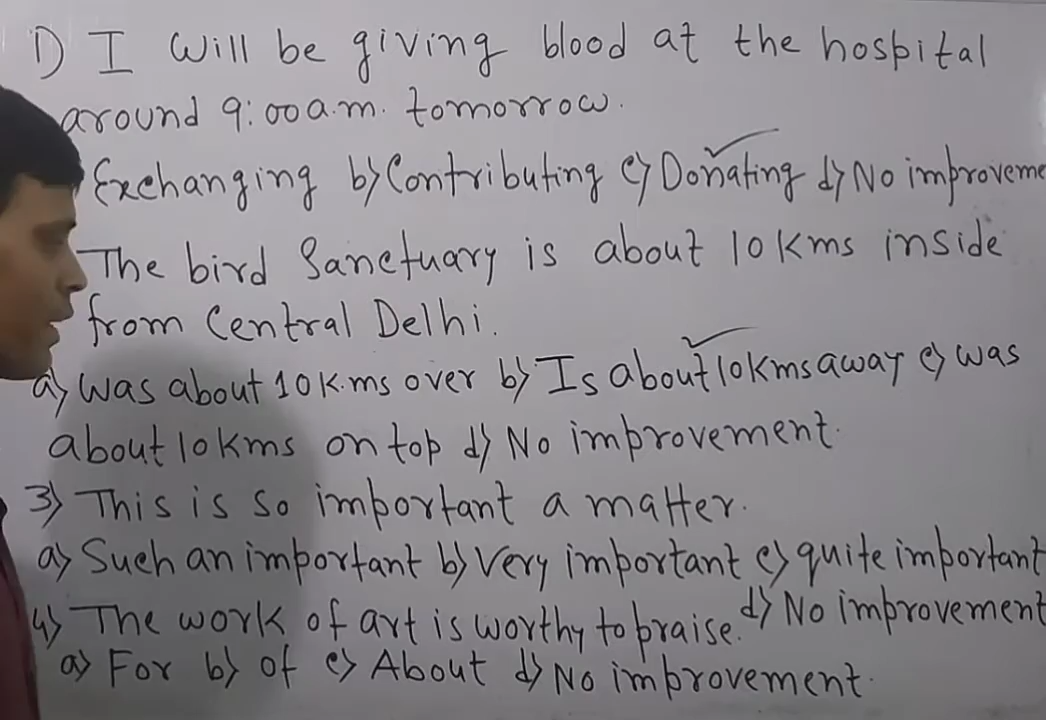 1) I will be giving blood at the hospital
around 9:00a.m. tomorrow.
Exchanging b) Contributing c) Donating d) No improveme
The bird Sanctuary is about 10 Kms inside
from Central Delhi.
a) Was about 10 K.ms over b) Is about 10kms away c) was
about 10 kms on top d) No improvement.
3) This is so important a matter.
a) Such an important b) Very important c) quite important
d) No improvement
4) The work of art is worthy to praise.
a) For b) of c) About d) No improvement.